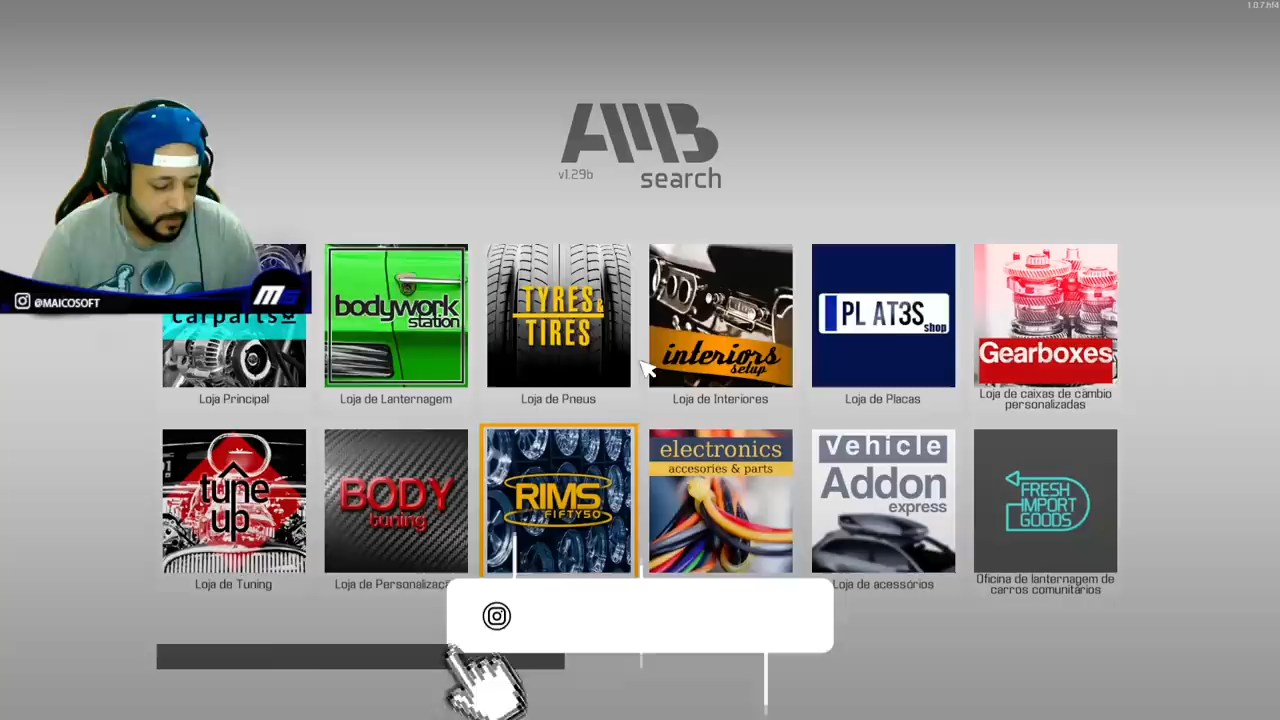 1.0.7.hf4
AMB
v1.29b
search
@MAICOSOFT
MS
carparts
bodywork
station
TYRES &
TIRES
interiors
setup
PL AT3S
shop
Gearboxes
Loja Principal
Loja de Lanternagem
Loja de Pneus
Loja de Interiores
Loja de Placas
Loja de caixas de câmbio
personalizadas
tune
up
BODY
tuning
RIMS
FIFTY50
electronics
accesories & parts
vehicle
Addon
express
FRESH
IMPORT
GOODS
Loja de Tuning
Loja de Personalizaçã
Loja de acessórios
Oficina de lanternagem de
carros comunitários